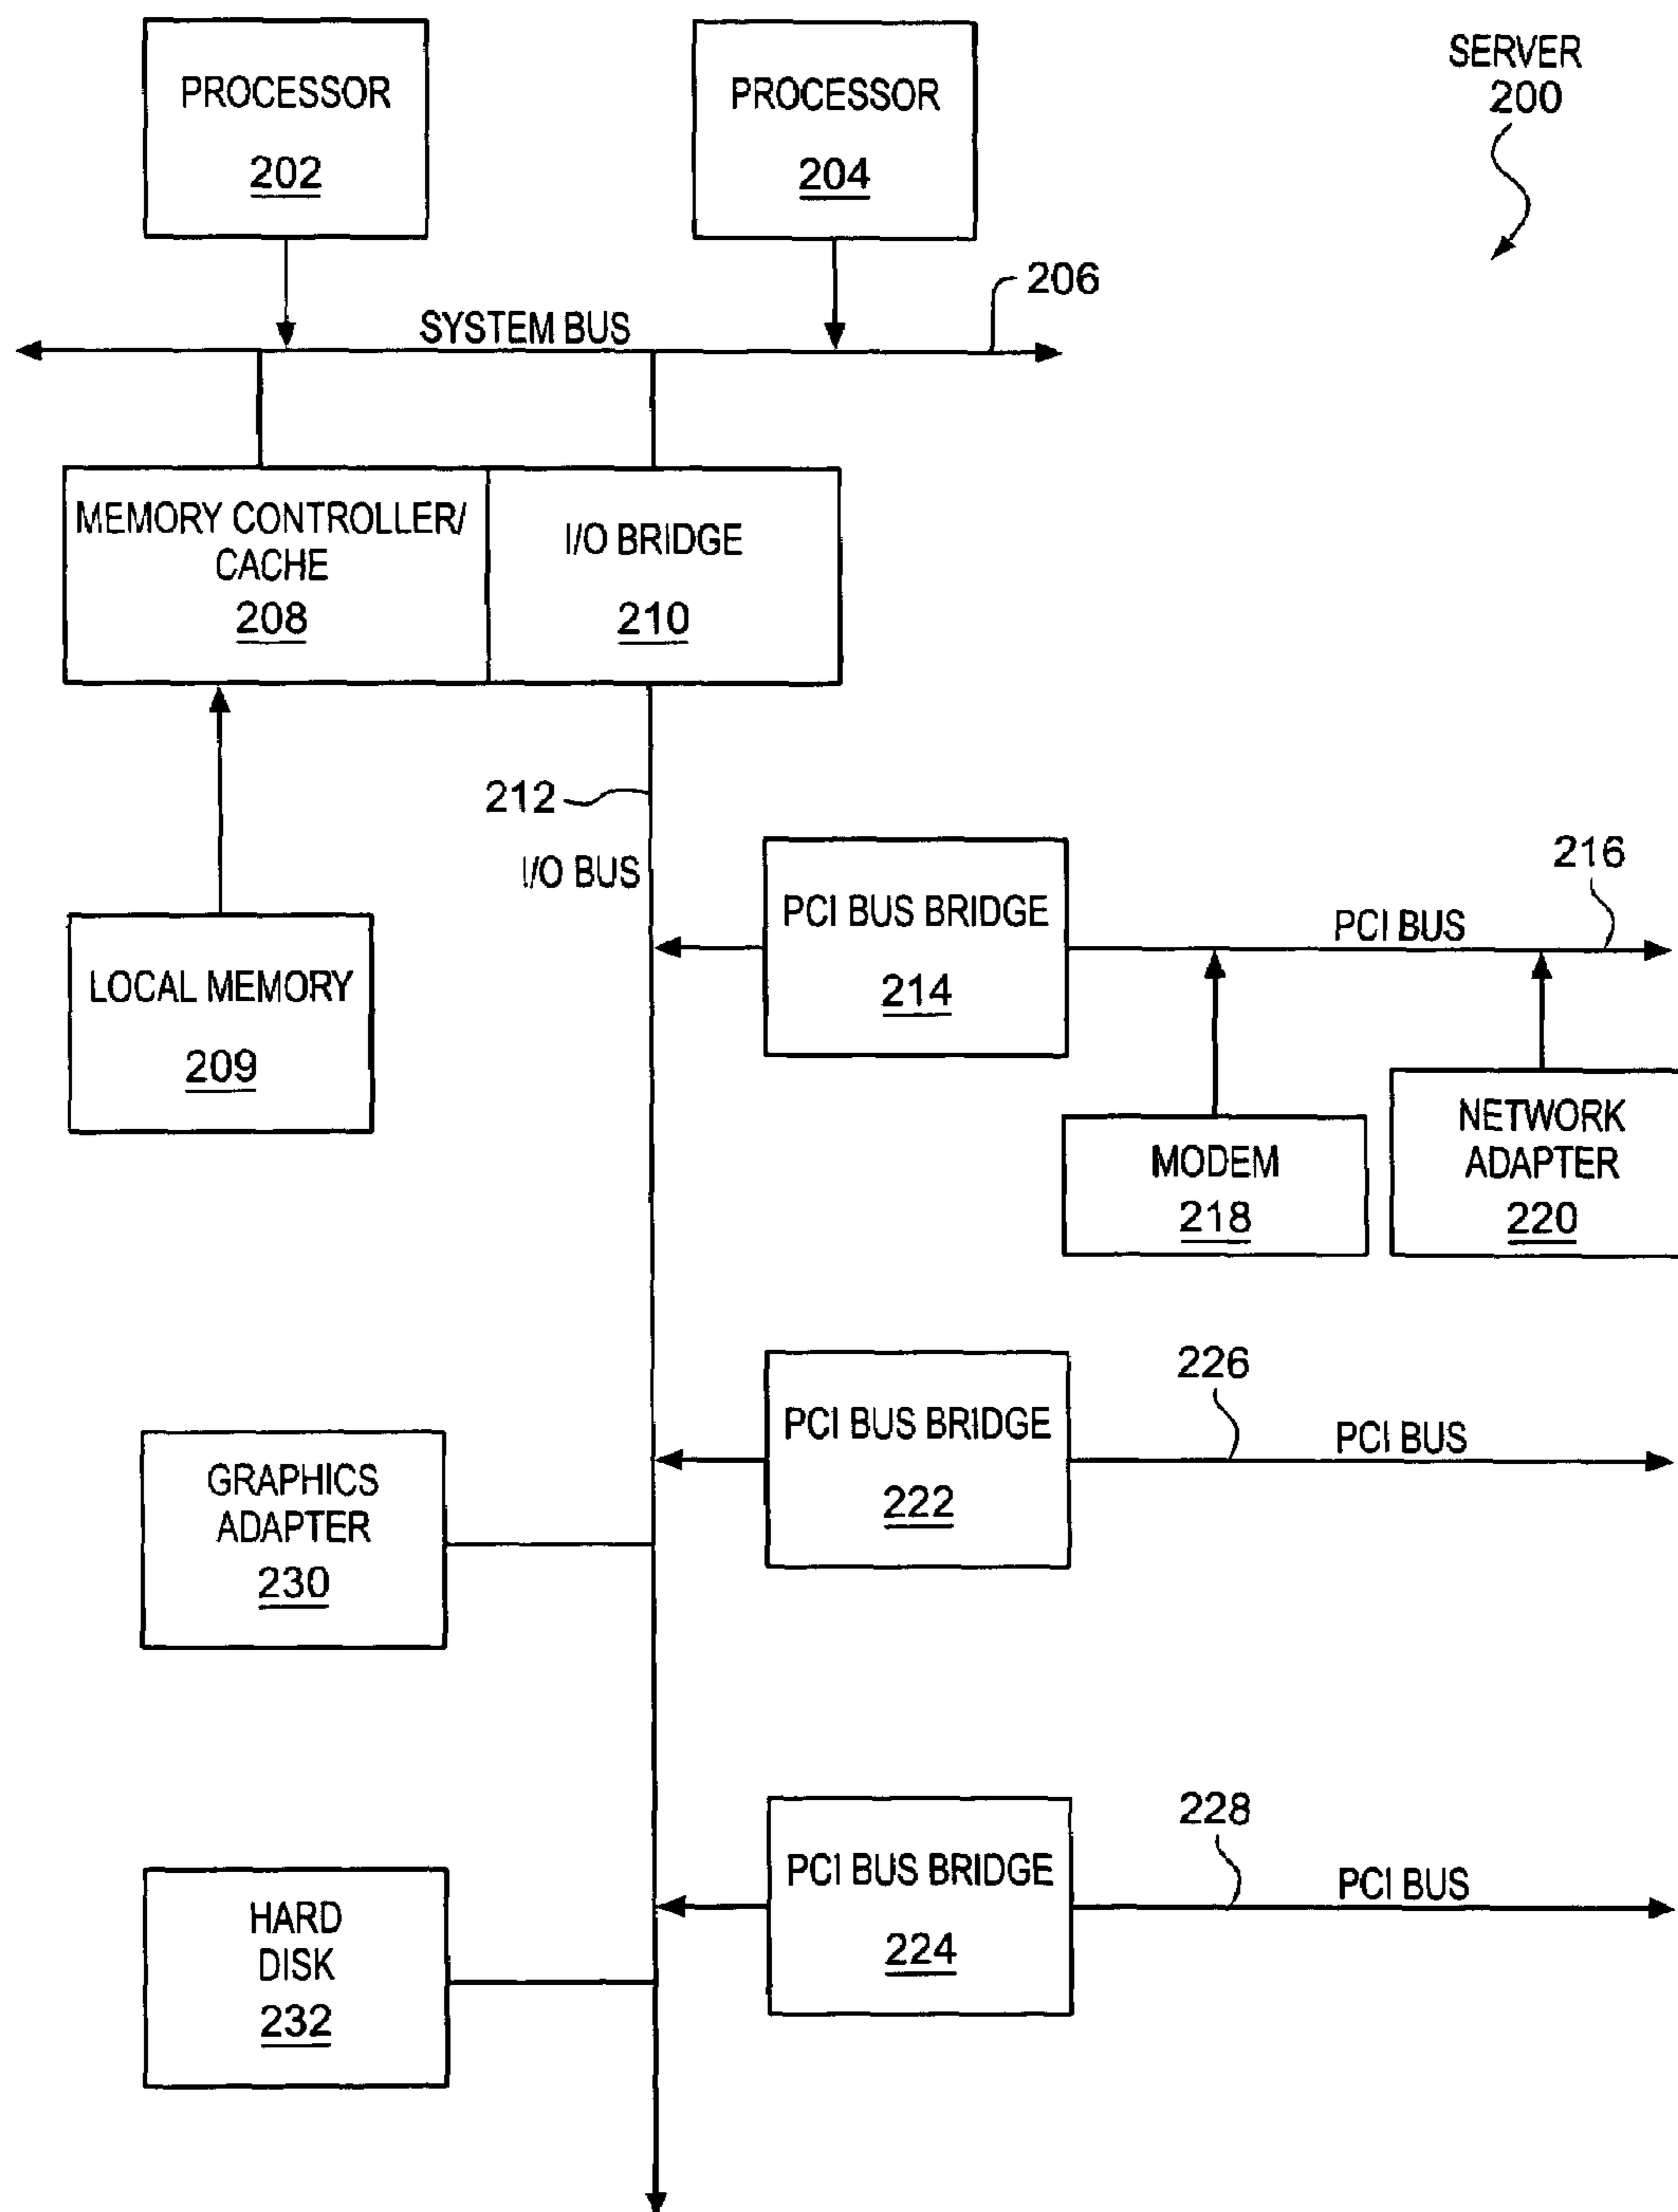 PROCESSOR
202
PROCESSOR
204
SERVER
200
206
SYSTEM BUS
MEMORY CONTROLLER/
CACHE
208
I/O BRIDGE
210
212
I/O BUS
LOCAL MEMORY
209
PCI BUS BRIDGE
214
PCI BUS
216
MODEM
218
NETWORK
ADAPTER
220
PCI BUS BRIDGE
222
226
PCI BUS
GRAPHICS
ADAPTER
230
PCI BUS BRIDGE
224
228
PCI BUS
HARD
DISK
232